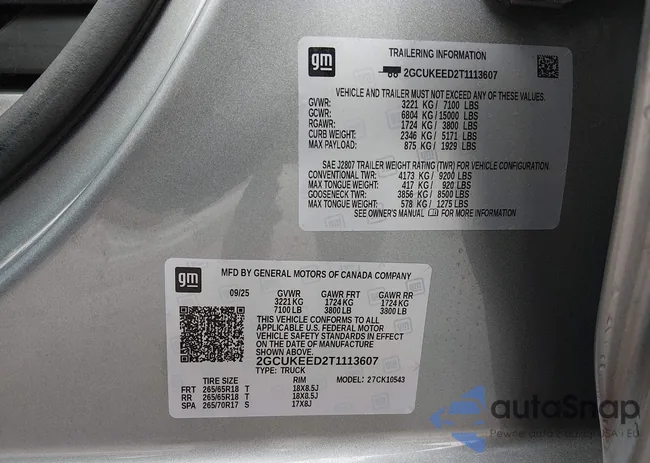 gm
TRAILERING INFORMATION
2GCUKEED2T1113607
VEHICLE AND TRAILER MUST NOT EXCEED ANY OF THESE VALUES.
GVWR: 3221 KG / 7100 LBS
GCWR: 6804 KG / 15000 LBS
RGAWR: 1724 KG / 3800 LBS
CURB WEIGHT: 2346 KG / 5171 LBS
MAX PAYLOAD: 875 KG / 1929 LBS
SAE J2807 TRAILER WEIGHT RATING (TWR) FOR VEHICLE CONFIGURATION.
CONVENTIONAL TWR: 4173 KG / 9200 LBS
MAX TONGUE WEIGHT: 417 KG / 920 LBS
GOOSENECK TWR: 3856 KG / 8500 LBS
MAX TONGUE WEIGHT: 578 KG / 1275 LBS
SEE OWNER'S MANUAL FOR MORE INFORMATION
gm
MFD BY GENERAL MOTORS OF CANADA COMPANY
09/25 GVWR GAWR FRT GAWR RR
3221 KG 1724 KG 1724 KG
7100 LB 3800 LB 3800 LB
THIS VEHICLE CONFORMS TO ALL
APPLICABLE U.S. FEDERAL MOTOR
VEHICLE SAFETY STANDARDS IN EFFECT
ON THE DATE OF MANUFACTURE
SHOWN ABOVE.
2GCUKEED2T1113607
TYPE: TRUCK
TIRE SIZE RIM MODEL: 27CK10543
FRT 265/65R18 T 18X8.5J
RR 265/65R18 T 18X8.5J
SPA 265/70R17 S 17X8J
autoSnap
Pewne auta z USA i EU